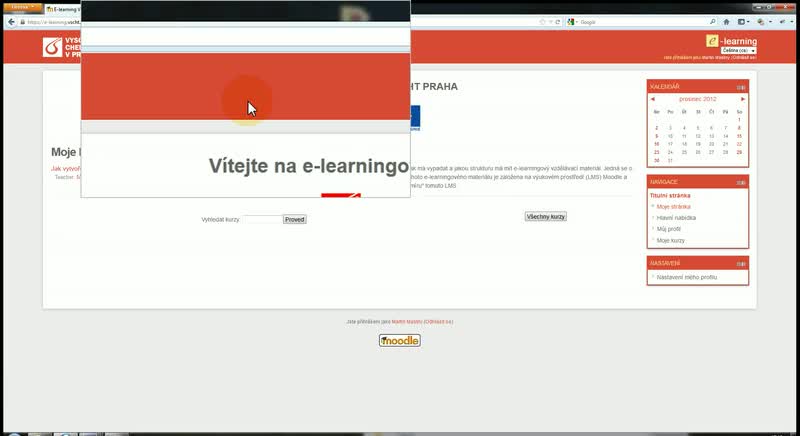 E-learning V
https://e-learning.vscht
Google
VYSO
CHEM
V PR
e-learning
Čeština (cs)
Jste přihlášeni jako Martin Mastný (Odhlásit se)
HT PRAHA
Vítejte na e-learningo
Moje k
Jak vytvoř
Teacher:
sk má vypadat a jakou strukturu má mít e-learningový vzdělávací materiál. Jedná se o
hoto e-learningového materiálu je založena na výukovém prostředí (LMS) Moodle a
tomuto LMS
Vyhledat kurzy:
Proveď
Všechny kurzy
KALENDÁŘ
prosinec 2012
Ne Po Út St Čt Pá So
1
2 3 4 5 6 7 8
9 10 11 12 13 14 15
16 17 18 19 20 21 22
23 24 25 26 27 28 29
30 31
NAVIGACE
Titulní stránka
Moje stránka
Hlavní nabídka
Můj profil
Moje kurzy
NASTAVENÍ
Nastavení mého profilu
Jste přihlášeni jako Martin Mastný (Odhlásit se)
moodle